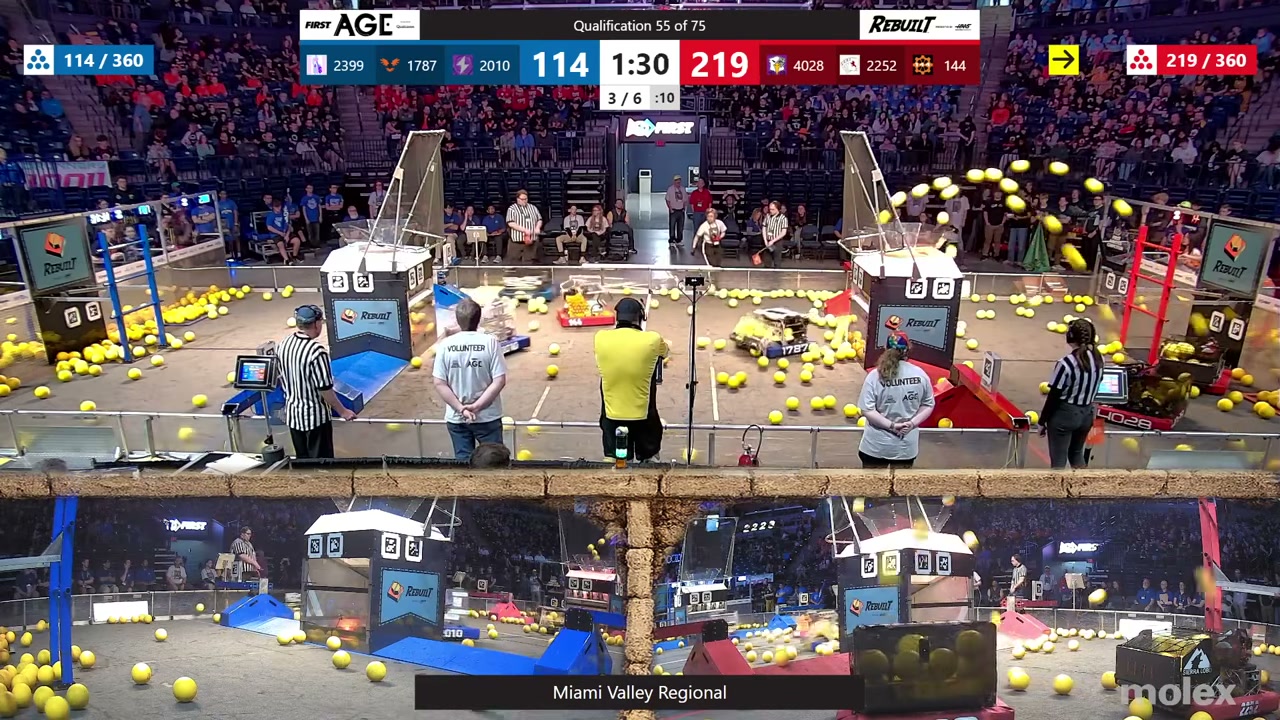 FIRST AGE
Qualification 55 of 75
REBUILT
114 / 360
2399
1787
2010
114
1:30
219
4028
2252
144
219 / 360
3 / 6
:10
FIRST
REBUILT
REBUILT
REBUILT
REBUILT
VOLUNTEER
AGE
VOLUNTEER
AGE
1787
4028
FIRST
REBUILT
REBUILT
2010
Miami Valley Regional
molex